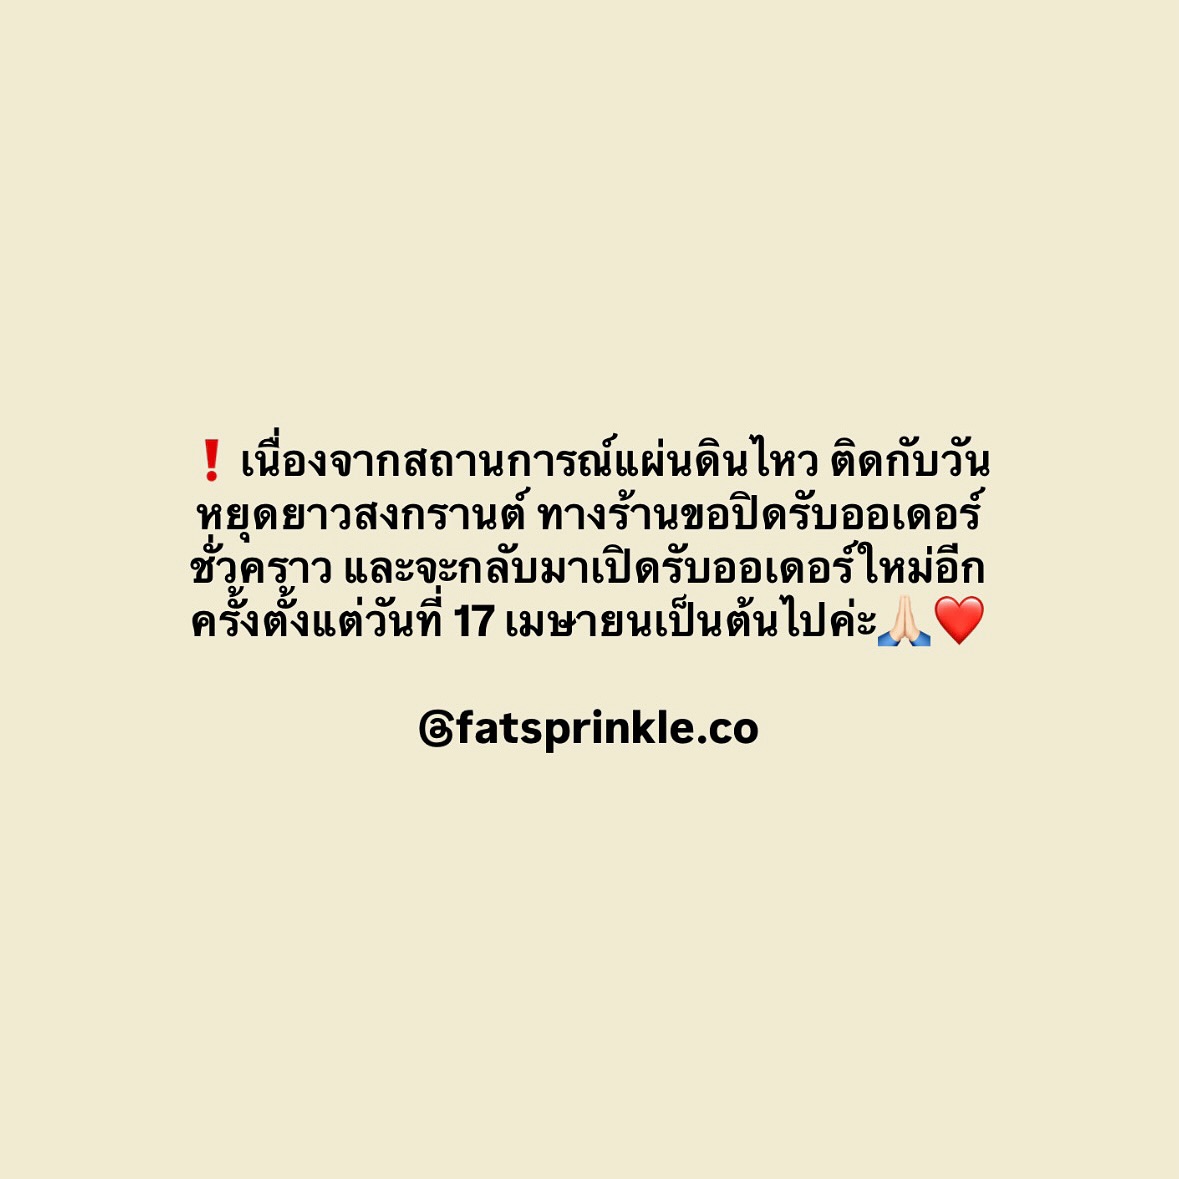 ❗เนื่องจากสถานการณ์แผ่นดินไหว ติดกับวัน
หยุดยาวสงกรานต์ ทางร้านขอปิดรับออเดอร์
ชั่วคราว และจะกลับมาเปิดรับออเดอร์ใหม่อีก
ครั้งตั้งแต่วันที่ 17 เมษายนเป็นต้นไปค่ะ🙏🏻❤️
@fatsprinkle.co